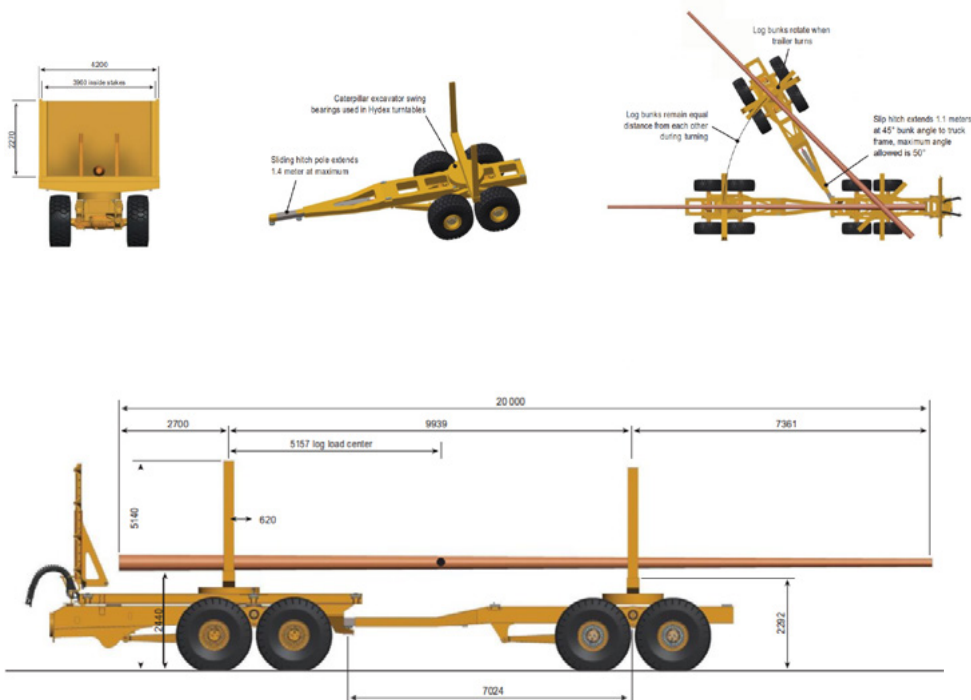 4200
3960 inside stakes
2270
Caterpillar excavator swing
bearings used in Hydex turntables
Sliding hitch pole extends
1.4 meter at maximum
Log bunks rotate when
trailer turns
Log bunks remain equal
distance from each other
during turning
Slip hitch extends 1.1 meters
at 45° bunk angle to truck
frame, maximum angle
allowed is 50°
20 000
2700
9939
7361
5157 log load center
5140
620
2440
2292
7024